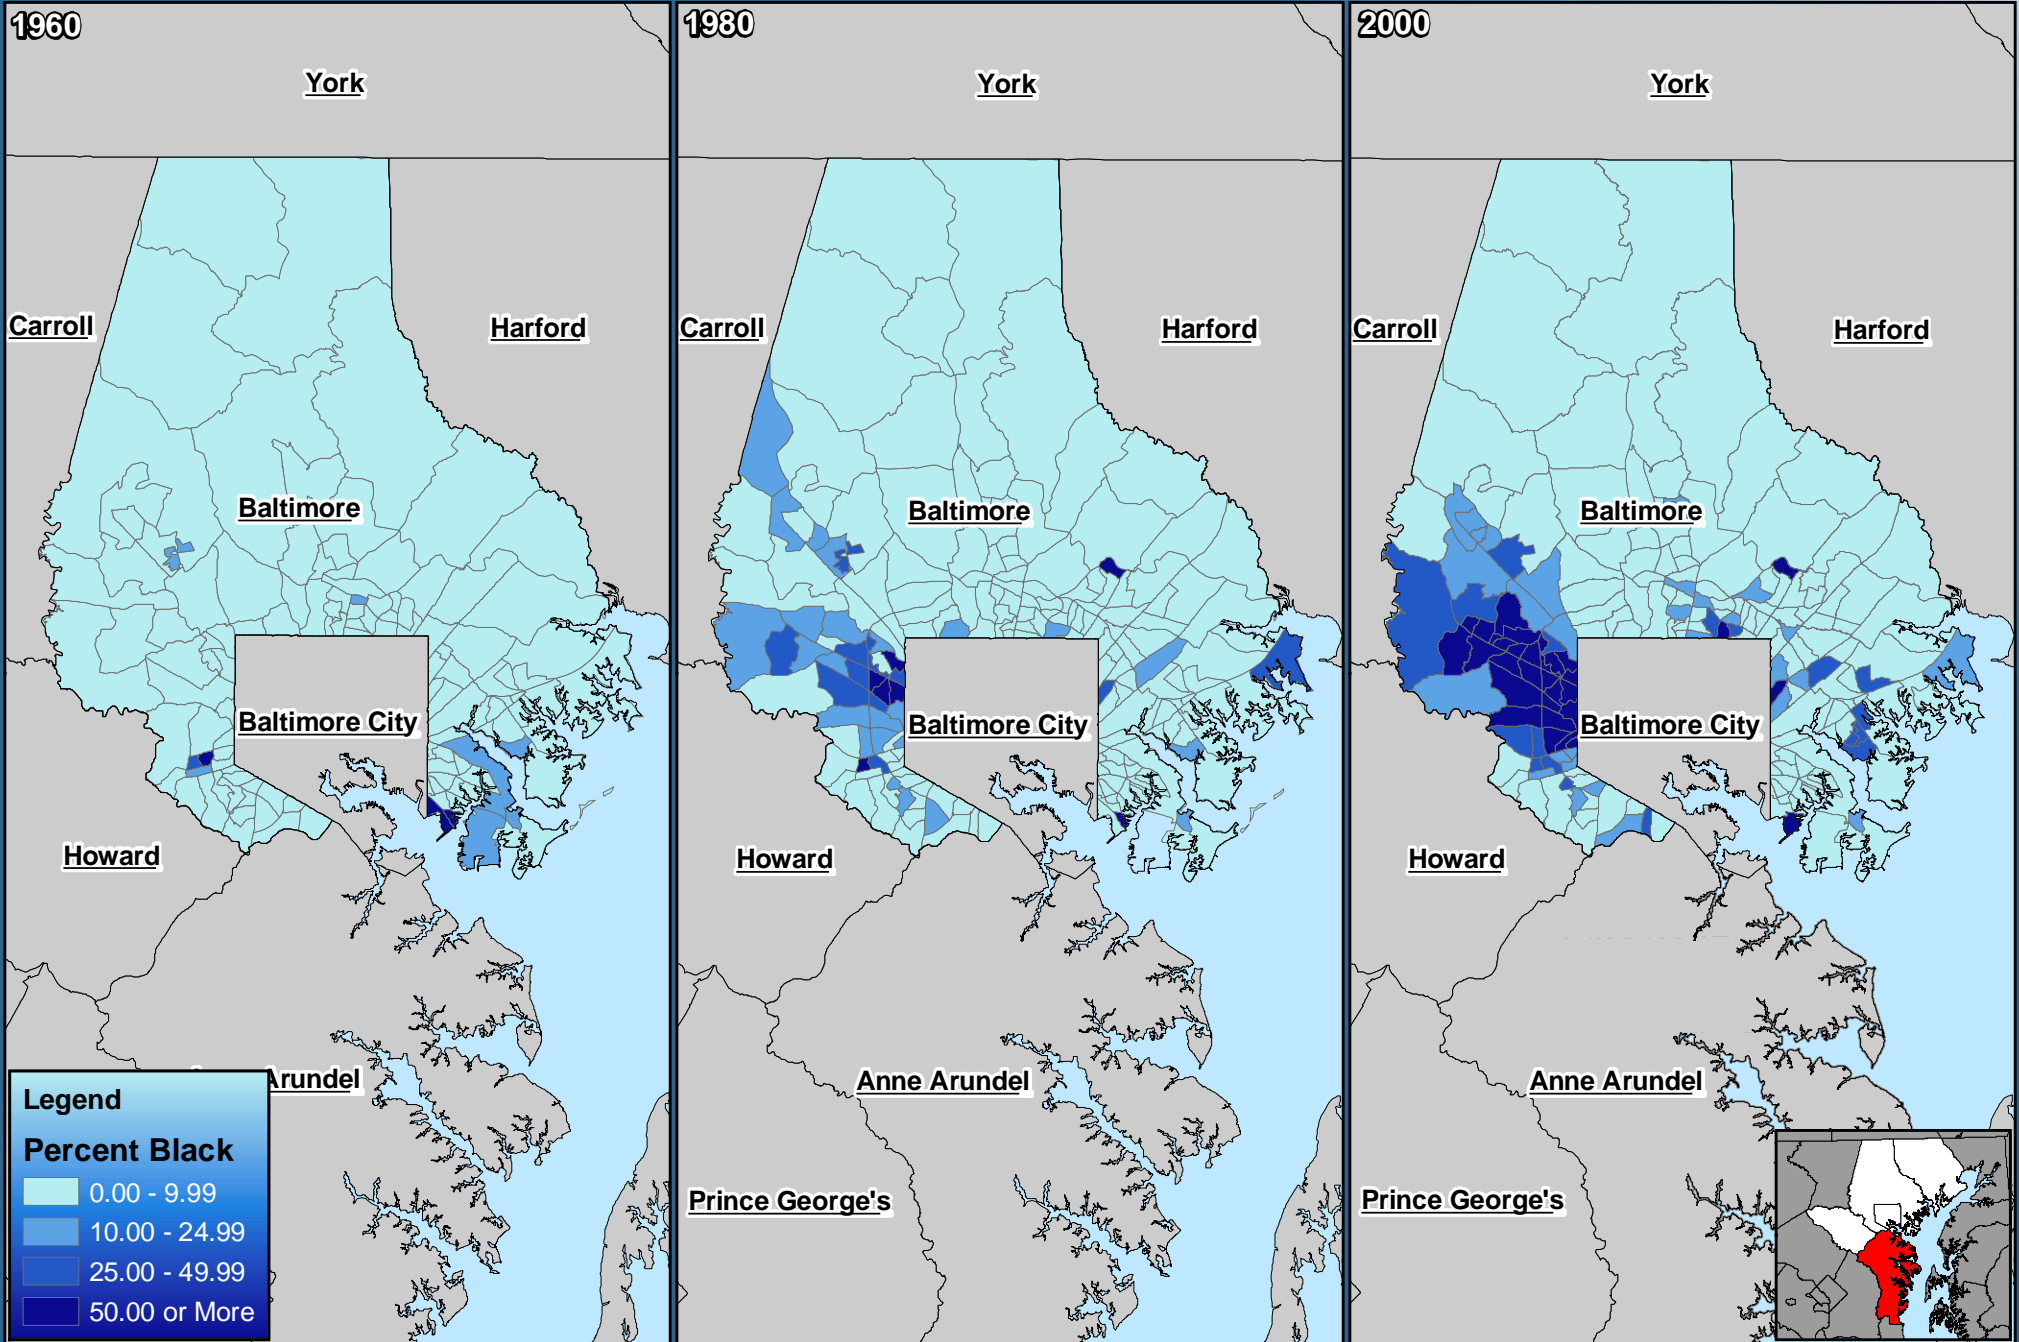 1960
York
Carroll
Harford
Baltimore
Baltimore City
Howard
Arundel
Legend
Percent Black
0.00 - 9.99
10.00 - 24.99
25.00 - 49.99
50.00 or More
1980
York
Carroll
Harford
Baltimore
Baltimore City
Howard
Anne Arundel
Prince George's
2000
York
Carroll
Harford
Baltimore
Baltimore City
Howard
Anne Arundel
Prince George's